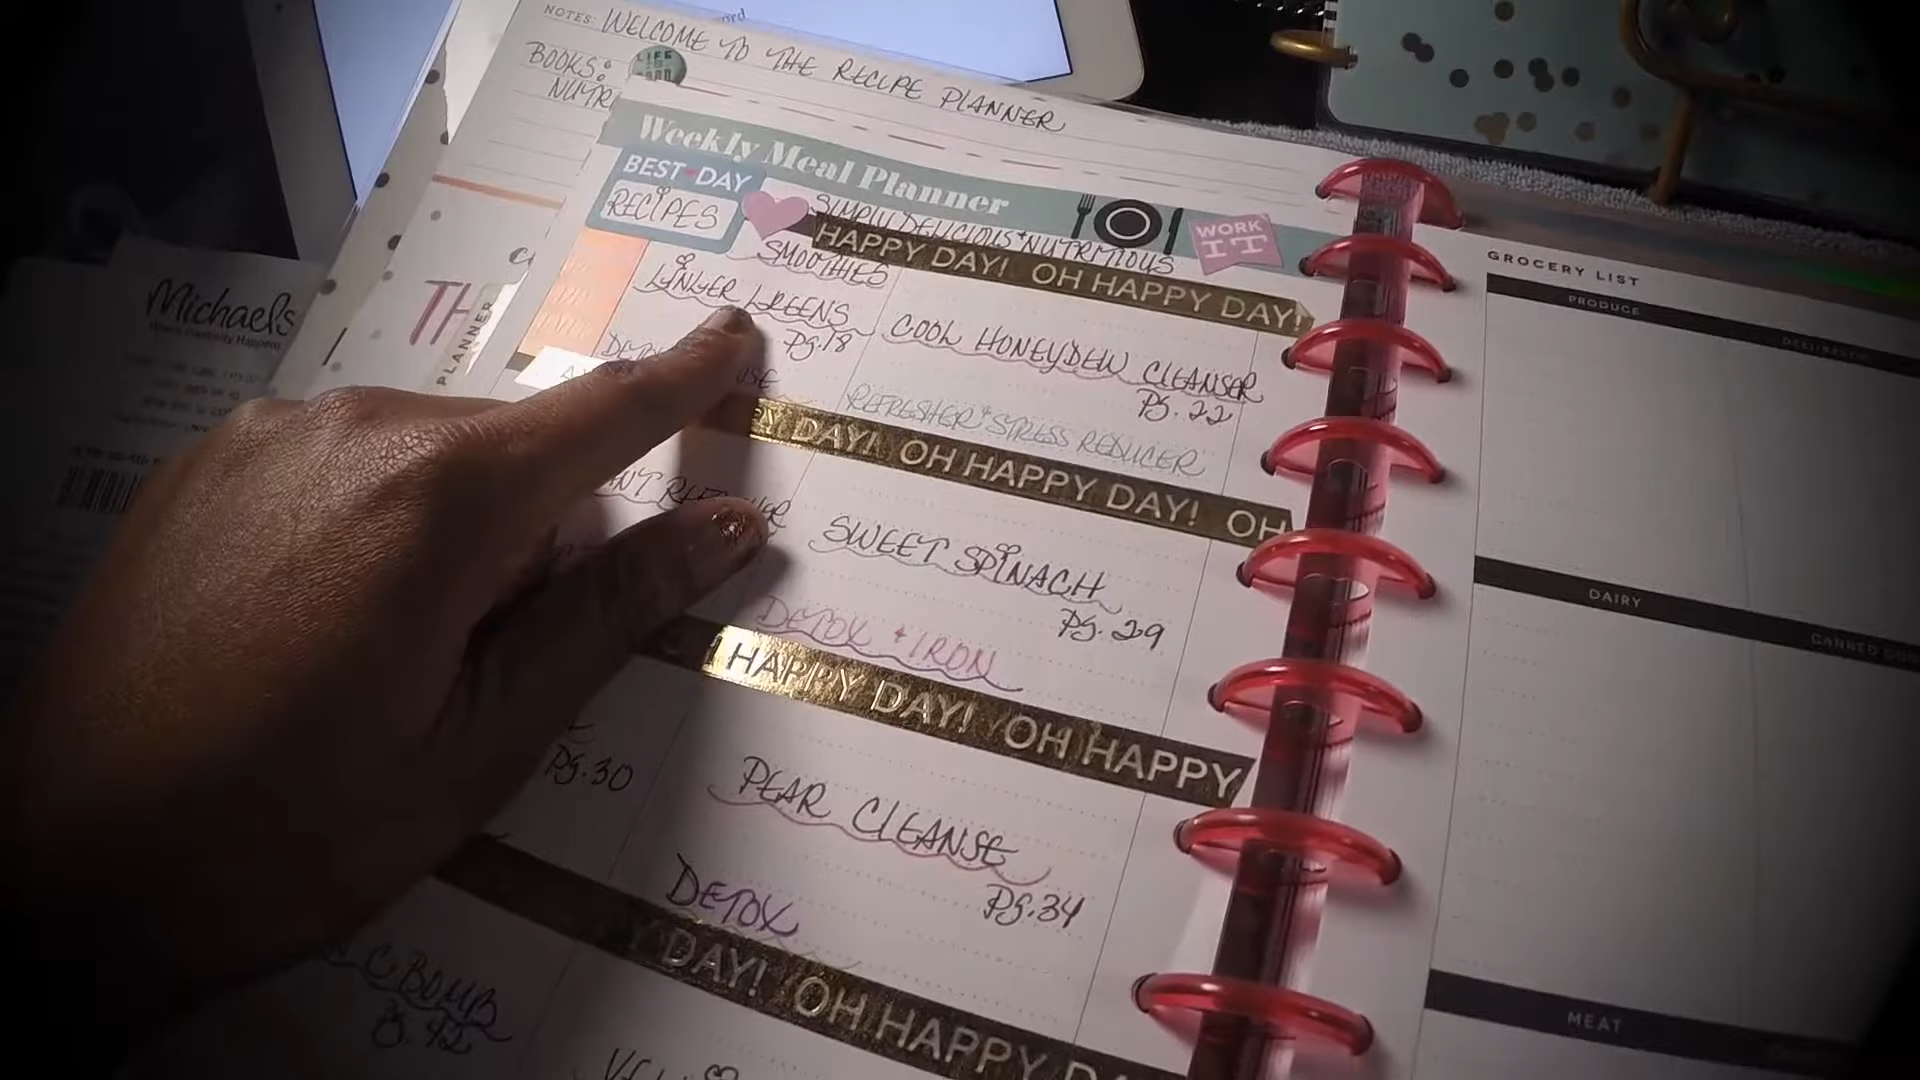 NOTES: WELCOME TO THE RECIPE PLANNER
BOOKS:
LIFE
Weekly Meal Planner
BEST DAY
RECIPES
WORK
IT
SIMPLY DELICIOUS + NUTRITIOUS
SMOOTHIES
HAPPY DAY! OH HAPPY DAY!
GINGER GREENS
Pg. 18
COOL HONEYDEW CLEANSER
Pg. 22
REFRESHER + STRESS REDUCER
DAY! OH HAPPY DAY! OH
SWEET SPINACH
Pg. 29
DETOX + IRON
HAPPY DAY! OH HAPPY
Pg. 30
PEAR CLEANSE
Pg. 34
DETOX
DAY! OH HAPPY
C BOMB
42
GROCERY LIST
PRODUCE
DAIRY
MEAT
PLANNER
Michaels